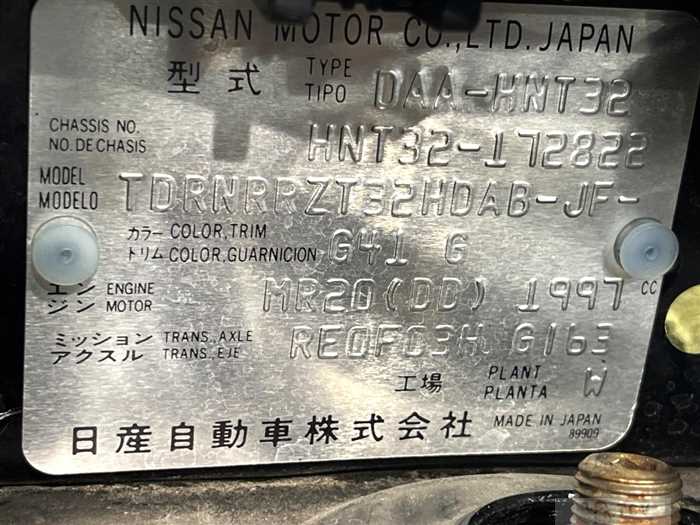 NISSAN MOTOR CO.,LTD. JAPAN
型式 TYPE TIPO DAA-HNT32
CHASSIS NO. NO. DE CHASIS HNT32-172822
MODEL MODELO TDRNRRZT32HDAB-JF-
カラー COLOR,TRIM トリム COLOR,GUARNICION G41 G
エンジン ENGINE MOTOR MR20(DD) 1997 CC
ミッション TRANS.,AXLE アクスル TRANS.,EJE RE0F03H G163
工場 PLANT PLANTA W
日産自動車株式会社 MADE IN JAPAN
89909